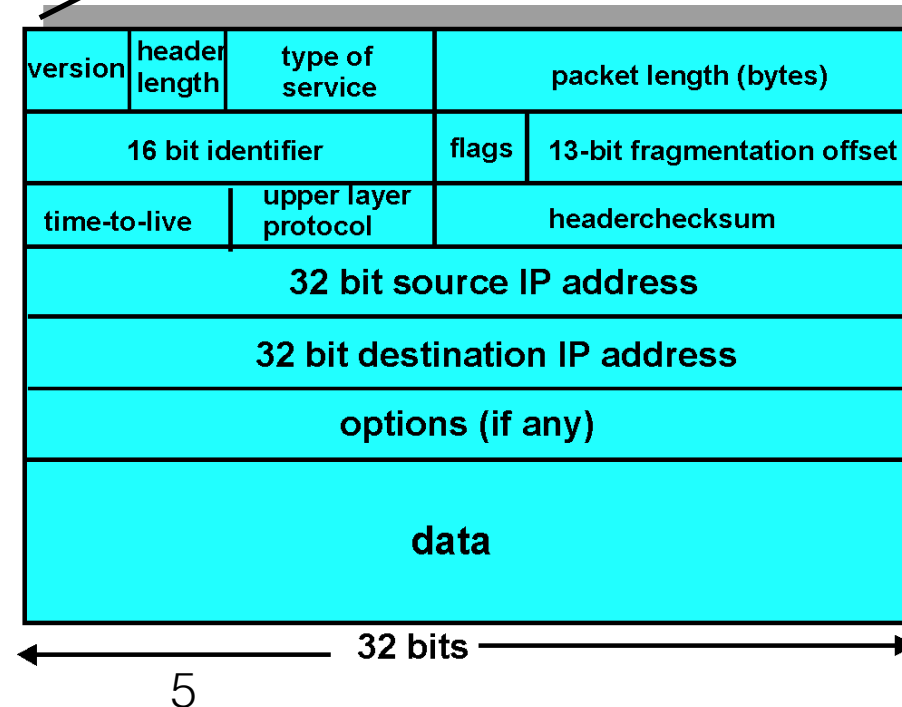 version
header
length
type of
service
packet length (bytes)
16 bit identifier
flags
13-bit fragmentation offset
time-to-live
upper layer
protocol
headerchecksum
32 bit source IP address
32 bit destination IP address
options (if any)
data
32 bits
5